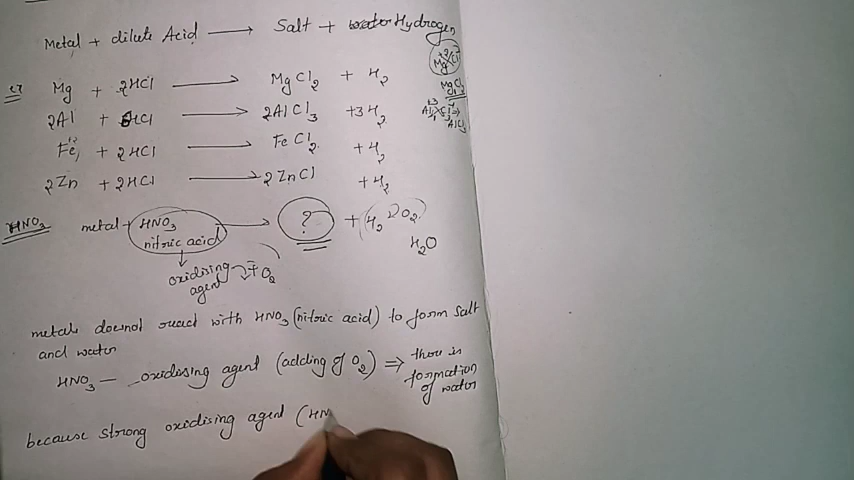 Metal + dilute Acid → Salt + Hydrogen
Mg + 2HCl → MgCl₂ + H₂
2Al + 6HCl → 2AlCl₃ + 3H₂
Fe + 2HCl → FeCl₂ + H₂
2Zn + 2HCl → 2ZnCl + H₂
HNO₃ metal + HNO₃ → ? + H₂ O₂
nitric acid H₂O
oxidising + O₂
agent
metals doesnot react with HNO₃ (nitric acid) to form salt
and water
HNO₃ — oxidising agent (adding of O₂) ⇒ there is
formation
of water
because strong oxidising agent (HN